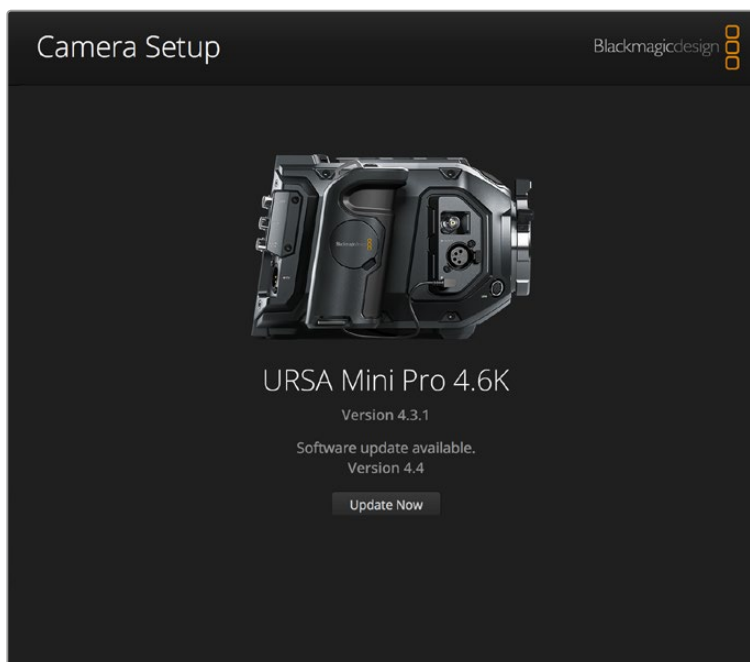 Camera Setup
Blackmagicdesign
URSA Mini Pro 4.6K
Version 4.3.1
Software update available.
Version 4.4
Update Now